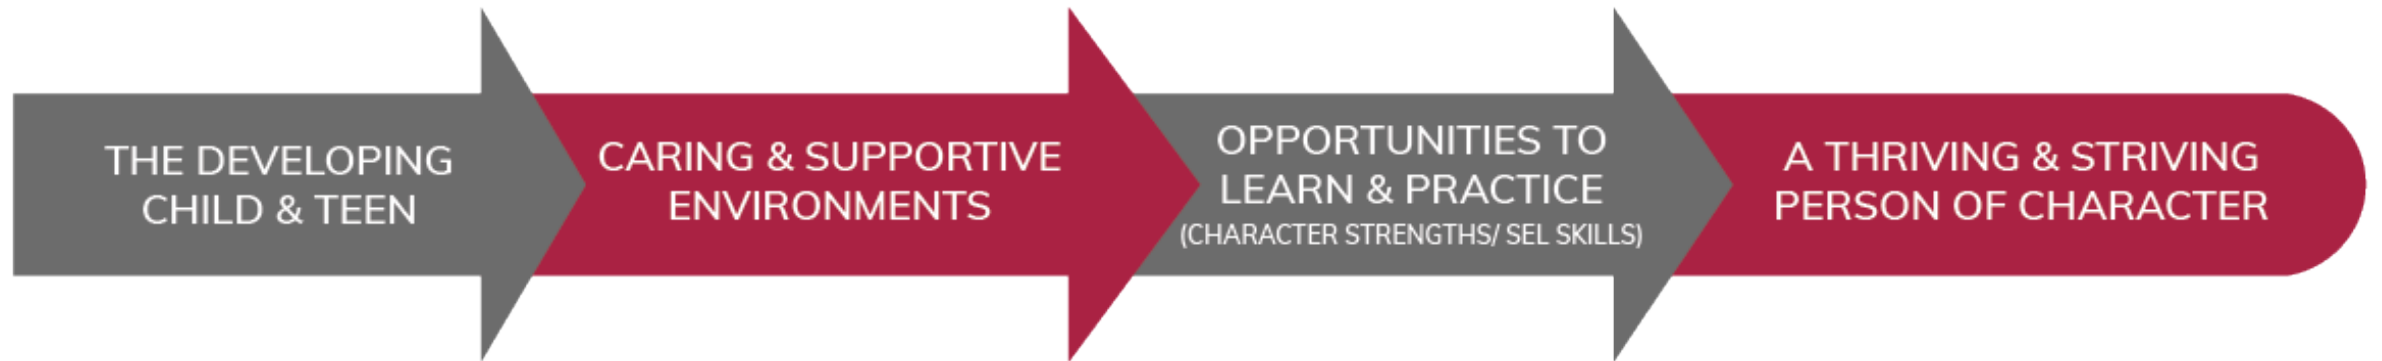 THE DEVELOPING
CHILD & TEEN
CARING & SUPPORTIVE
ENVIRONMENTS
OPPORTUNITIES TO
LEARN & PRACTICE
(CHARACTER STRENGTHS/ SEL SKILLS)
A THRIVING & STRIVING
PERSON OF CHARACTER